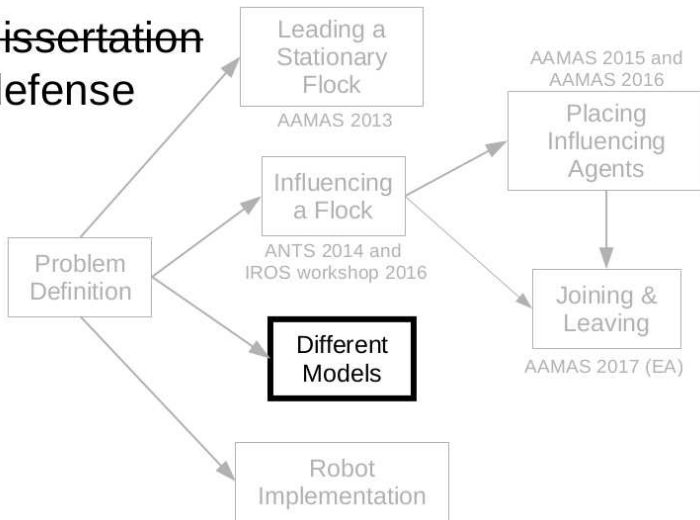 issertation
efense
Leading a
Stationary
Flock
AAMAS 2013
AAMAS 2015 and
AAMAS 2016
Placing
Influencing
Agents
Influencing
a Flock
ANTS 2014 and
IROS workshop 2016
Problem
Definition
Joining &
Leaving
AAMAS 2017 (EA)
Different
Models
Robot
Implementation